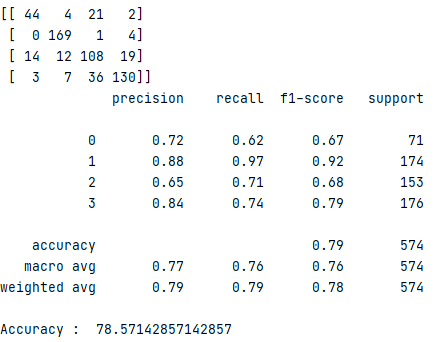 [[ 44   4  21   2]
 [  0 169   1   4]
 [ 14  12 108  19]
 [  3   7  36 130]]
              precision    recall  f1-score   support

           0       0.72      0.62      0.67        71
           1       0.88      0.97      0.92       174
           2       0.65      0.71      0.68       153
           3       0.84      0.74      0.79       176

    accuracy                           0.79       574
   macro avg       0.77      0.76      0.76       574
weighted avg       0.79      0.79      0.78       574

Accuracy :  78.57142857142857